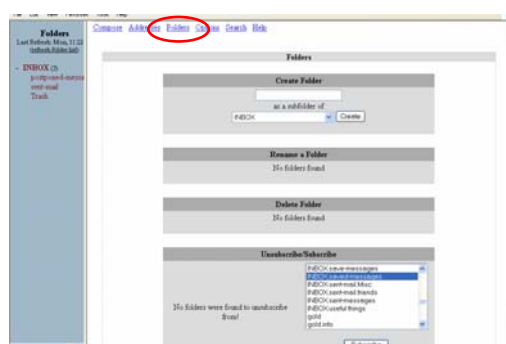 Compose Addresses Folders Options Search Help
Folders
Last Refresh: Mon, 11:22
(refresh folder list)
- INBOX (7)
sent-mail
Trash
Folders
Create Folder
as a subfolder of
INBOX
Create
Rename a Folder
No folders found
Delete Folder
No folders found
Unsubscribe/Subscribe
No folders were found to unsubscribe
from!
INBOX.save-messages
INBOX.saved-messages
INBOX.sent-mail.Misc
INBOX.sent-mail.friends
INBOX.sent-messages
INBOX.useful things
gold
gold.info
Subscribe